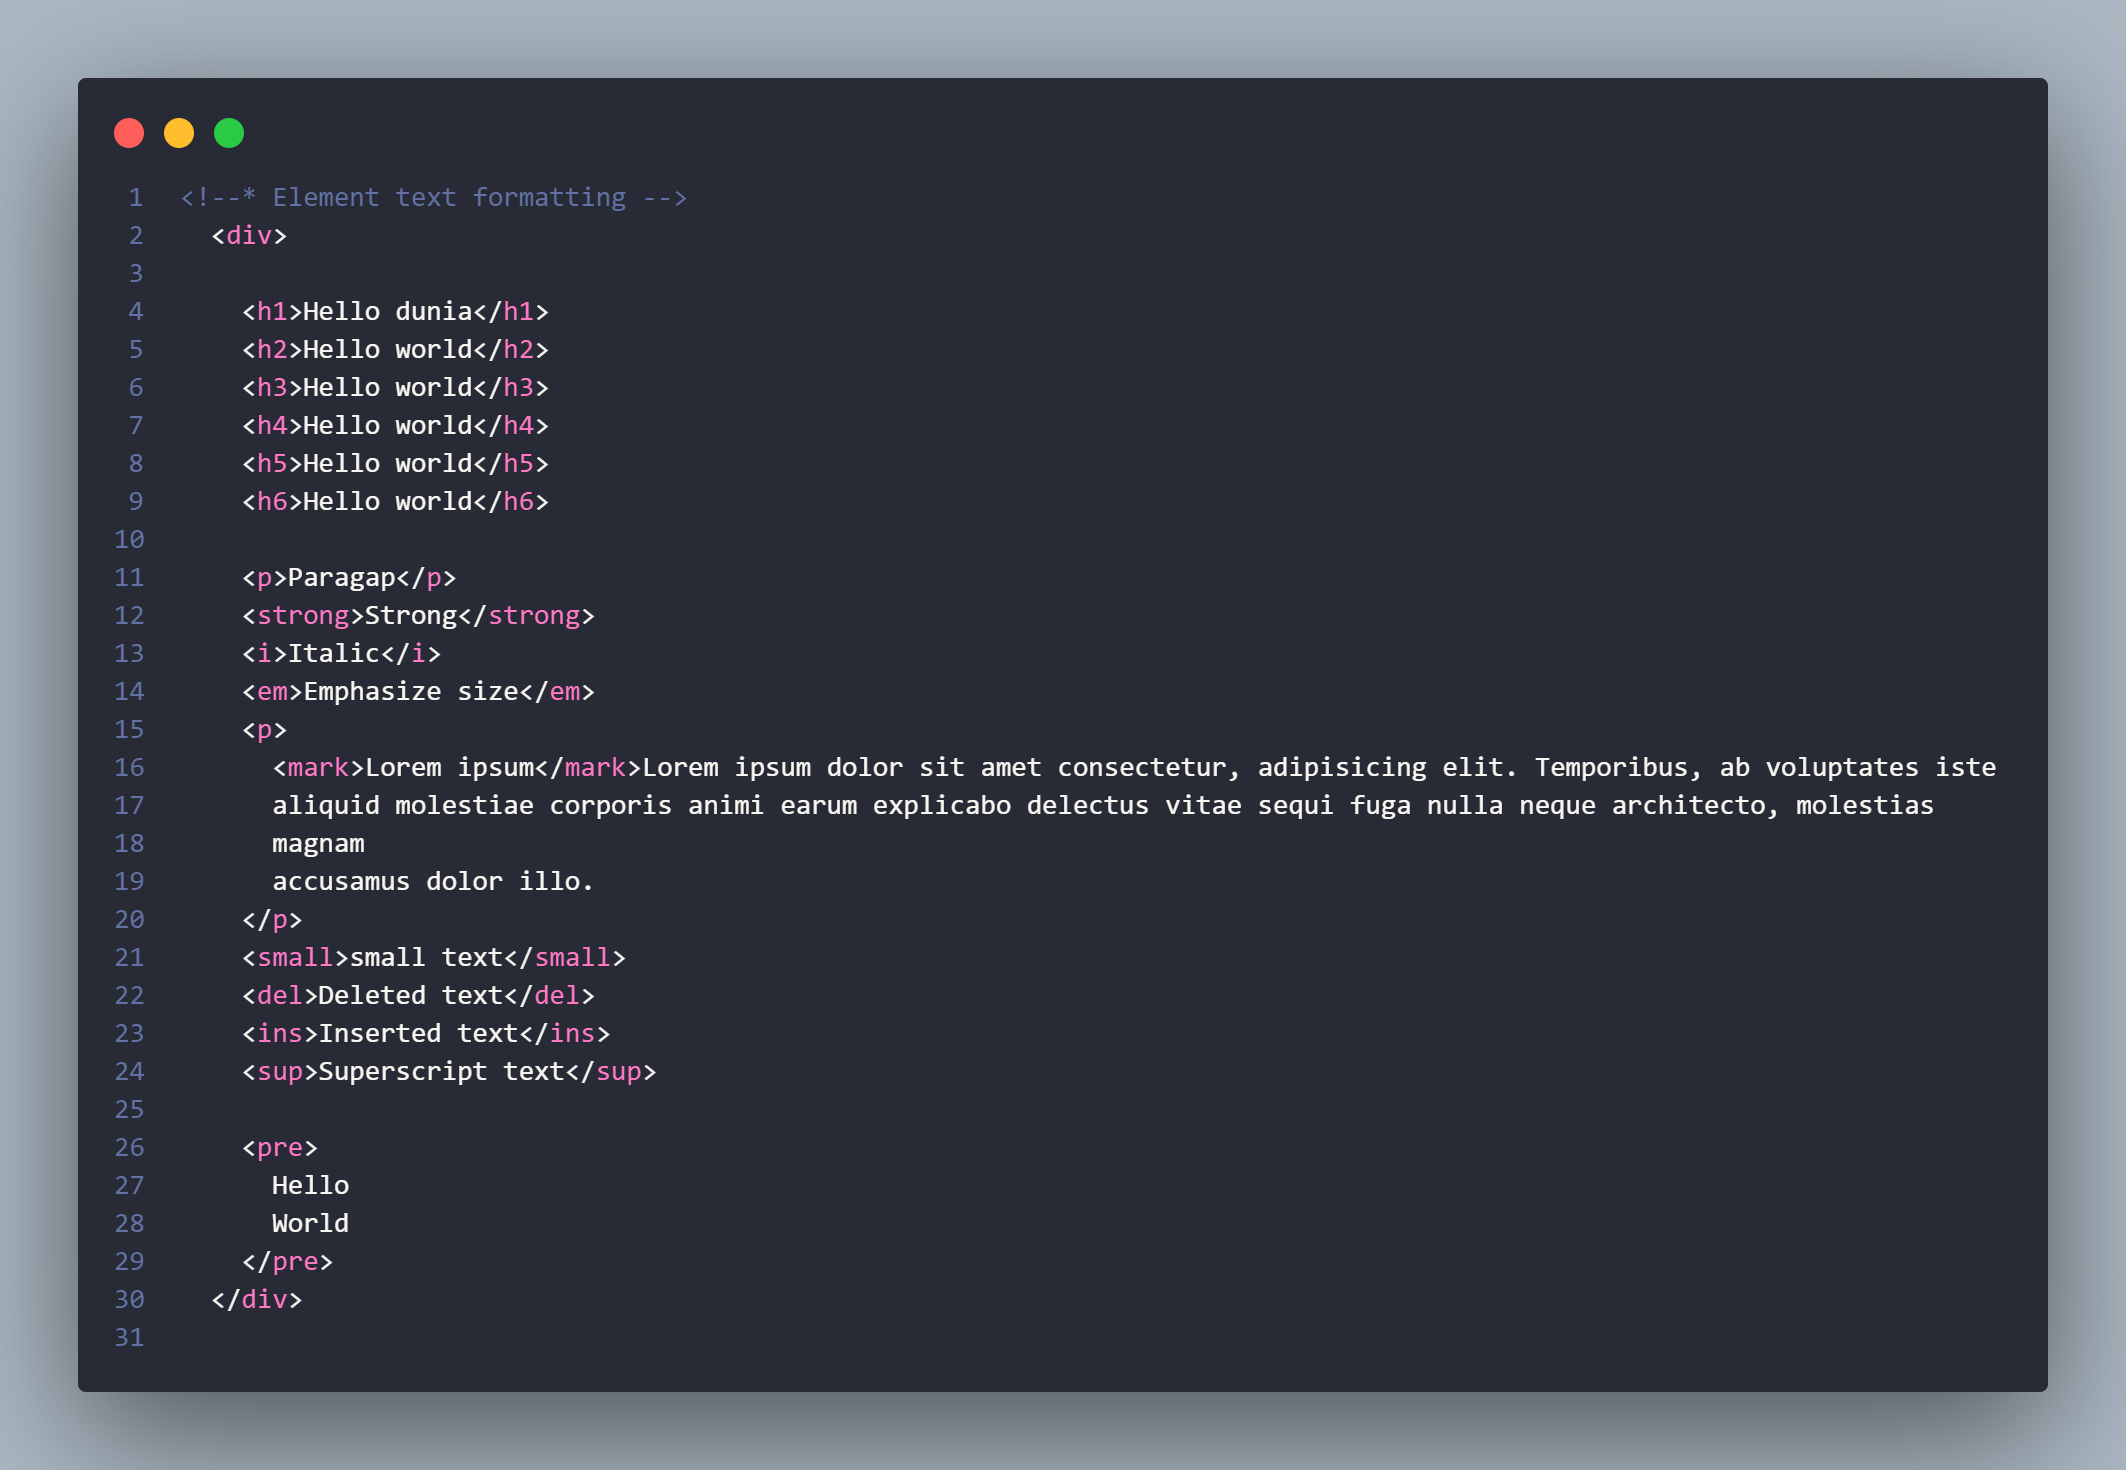 1 <!--* Element text formatting -->
2   <div>
3
4     <h1>Hello dunia</h1>
5     <h2>Hello world</h2>
6     <h3>Hello world</h3>
7     <h4>Hello world</h4>
8     <h5>Hello world</h5>
9     <h6>Hello world</h6>
10
11     <p>Paragap</p>
12     <strong>Strong</strong>
13     <i>Italic</i>
14     <em>Emphasize size</em>
15     <p>
16       <mark>Lorem ipsum</mark>Lorem ipsum dolor sit amet consectetur, adipisicing elit. Temporibus, ab voluptates iste
17       aliquid molestiae corporis animi earum explicabo delectus vitae sequi fuga nulla neque architecto, molestias
18       magnam
19       accusamus dolor illo.
20     </p>
21     <small>small text</small>
22     <del>Deleted text</del>
23     <ins>Inserted text</ins>
24     <sup>Superscript text</sup>
25
26     <pre>
27       Hello
28       World
29     </pre>
30   </div>
31